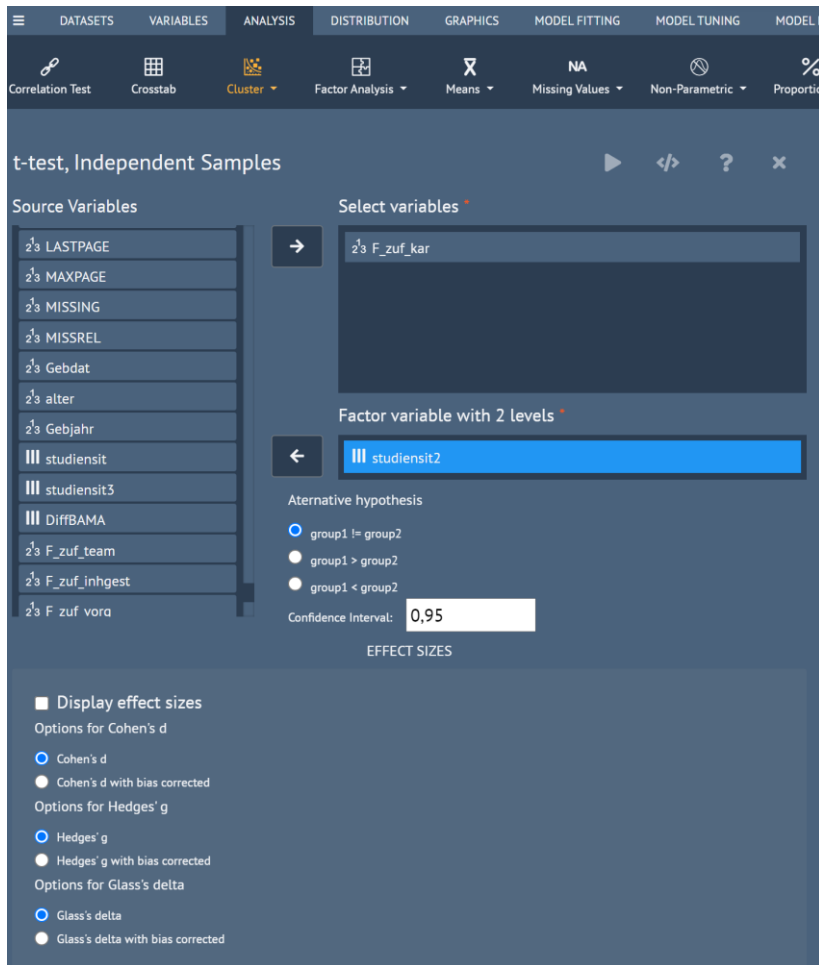 DATASETS VARIABLES ANALYSIS DISTRIBUTION GRAPHICS MODEL FITTING MODEL TUNING MODEL
Correlation Test Crosstab Cluster Factor Analysis Means NA Missing Values Non-Parametric
t-test, Independent Samples </> ? ×
Source Variables
LASTPAGE
MAXPAGE
MISSING
MISSREL
Gebdat
alter
Gebjahr
studiensit
studiensit3
DiffBAMA
F_zuf_team
F_zuf_inhgest
F_zuf_vorg
Select variables *
F_zuf_kar
Factor variable with 2 levels *
studiensit2
Aternative hypothesis
group1 != group2
group1 > group2
group1 < group2
Confidence Interval: 0,95
EFFECT SIZES
Display effect sizes
Options for Cohen's d
Cohen's d
Cohen's d with bias corrected
Options for Hedges' g
Hedges' g
Hedges' g with bias corrected
Options for Glass's delta
Glass's delta
Glass's delta with bias corrected